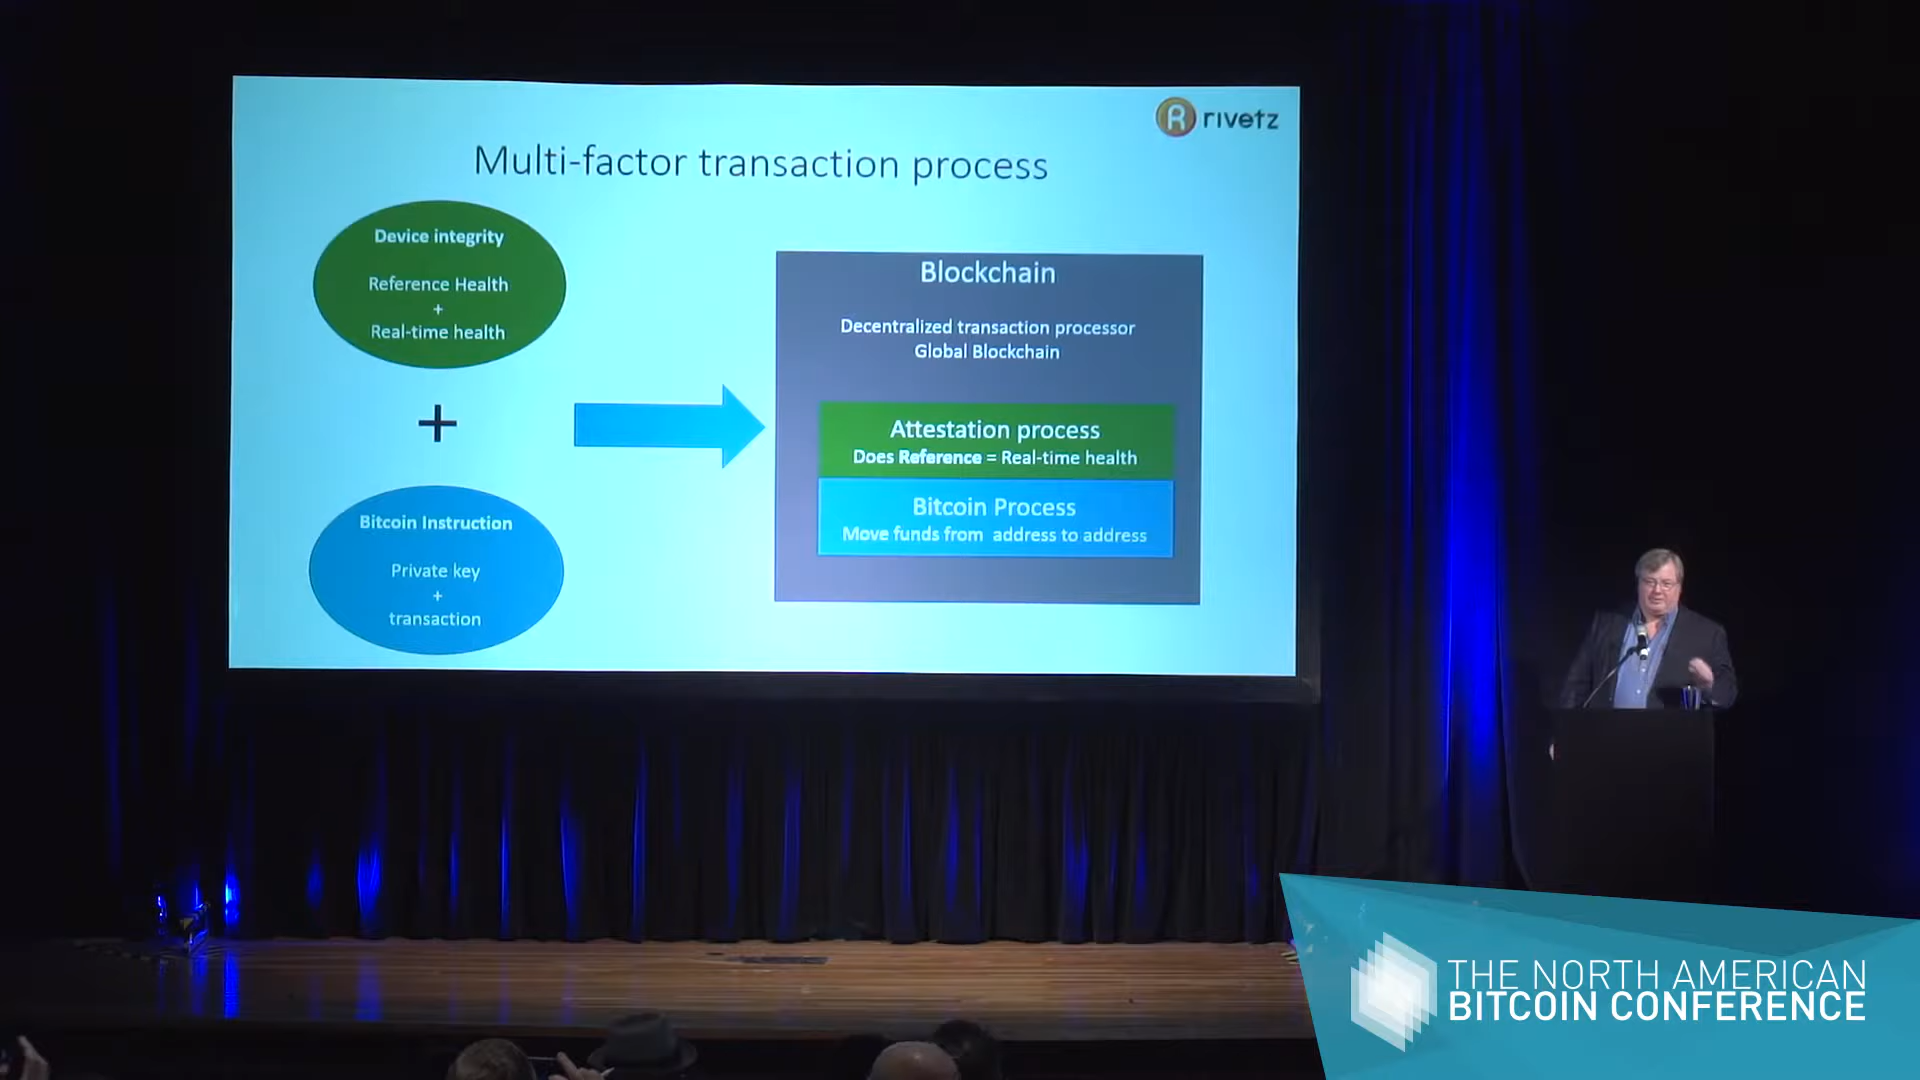 rivetz
Multi-factor transaction process
Device integrity
Reference Health
+
Real-time health
+
Bitcoin Instruction
Private key
+
transaction
Blockchain
Decentralized transaction processor
Global Blockchain
Attestation process
Does Reference = Real-time health
Bitcoin Process
Move funds from address to address
THE NORTH AMERICAN
BITCOIN CONFERENCE